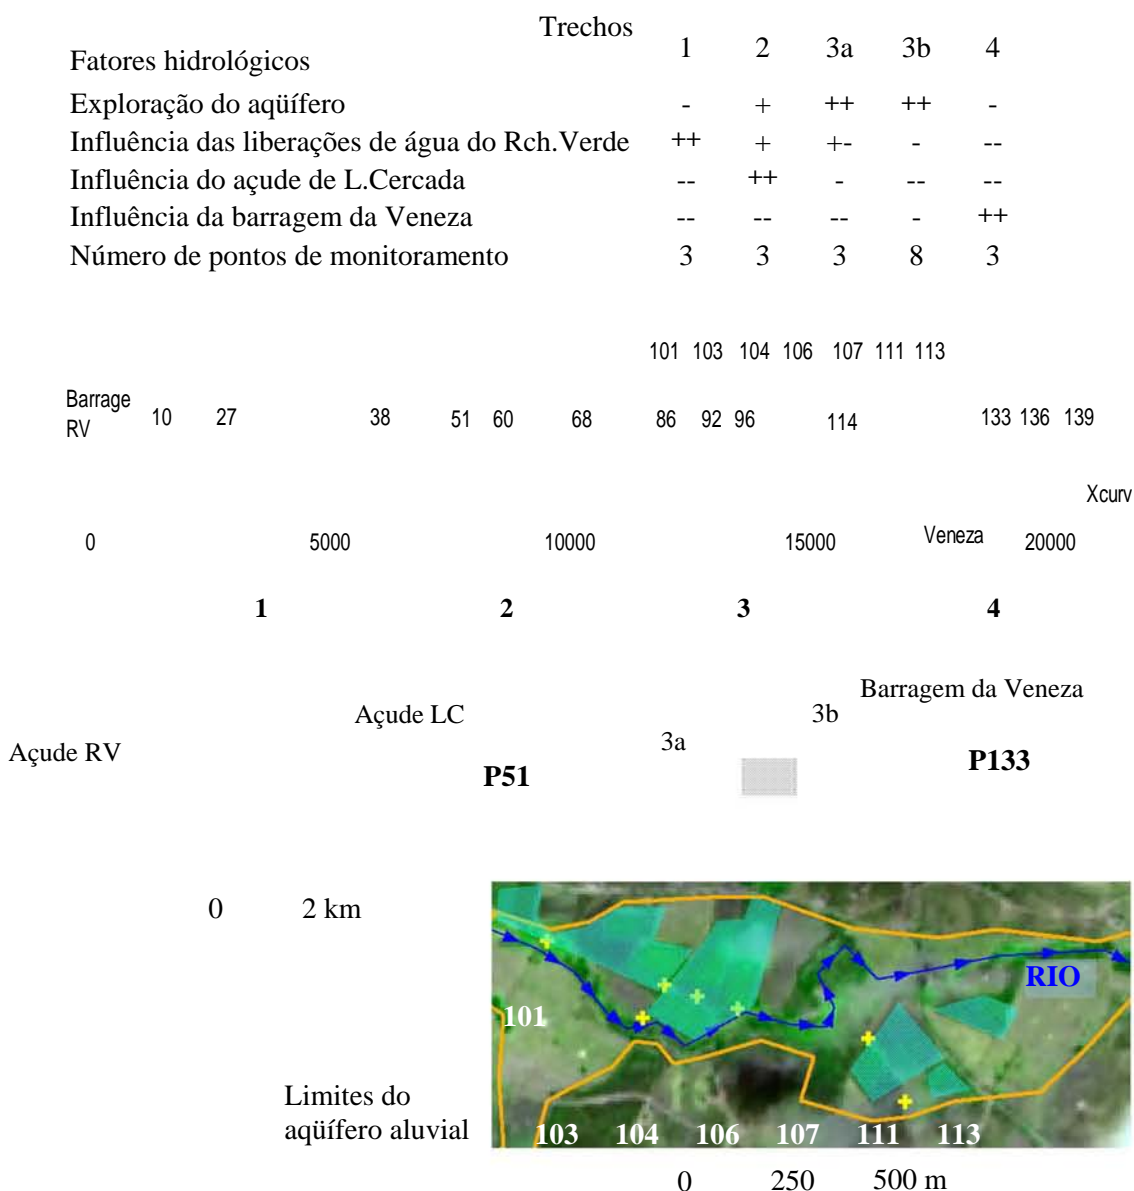 Trechos
Fatores hidrológicos 1 2 3a 3b 4
Exploração do aqüífero - + ++ ++ -
Influência das liberações de água do Rch.Verde ++ + +- - --
Influência do açude de L.Cercada -- ++ - -- --
Influência da barragem da Veneza -- -- -- - ++
Número de pontos de monitoramento 3 3 3 8 3
101 103 104 106 107 111 113
Barrage
RV 10 27 38 51 60 68 86 92 96 114 133 136 139
Xcurv
0 5000 10000 15000 Veneza 20000
1 2 3 4
Barragem da Veneza
Açude LC 3b
Açude RV 3a
P51 P133
0 2 km
RIO
101
Limites do
aqüífero aluvial
103 104 106 107 111 113
0 250 500 m